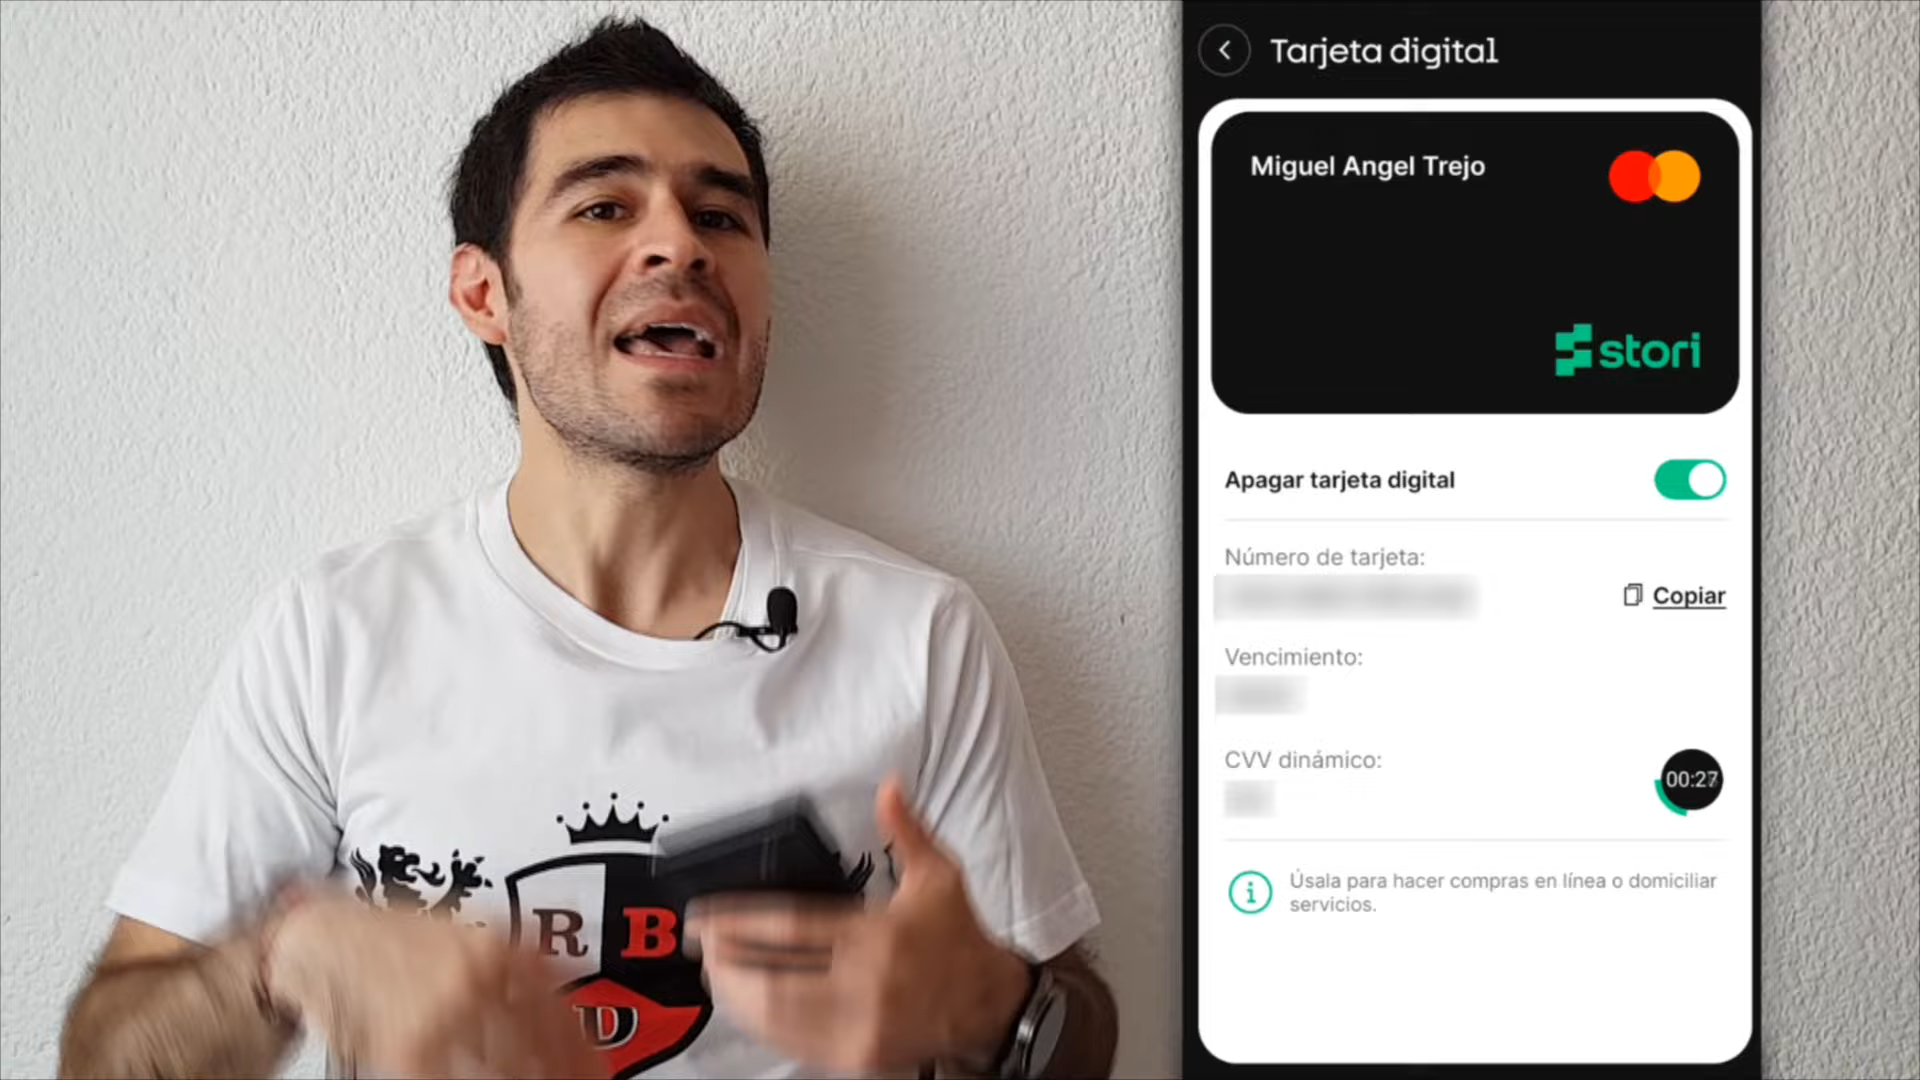 Tarjeta digital
Miguel Angel Trejo
stori
Apagar tarjeta digital
Número de tarjeta:
Copiar
Vencimiento:
CVV dinámico:
00:27
Úsala para hacer compras en línea o domiciliar
servicios.
R B
D